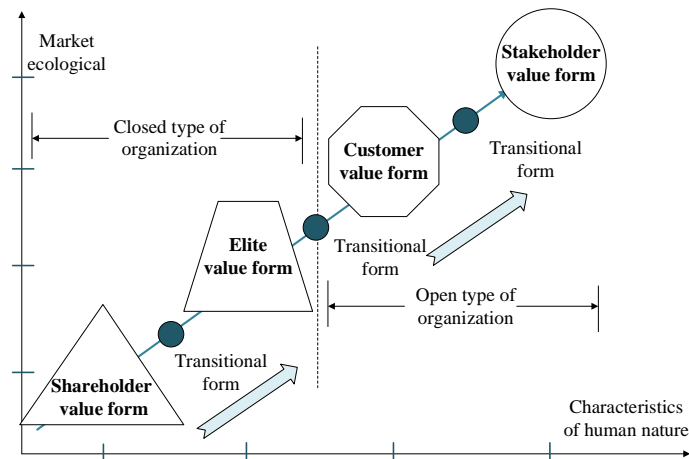 Market
ecological
Stakeholder
value form
Closed type of
organization
Customer
value form
Transitional
form
Elite
value form
Transitional
form
Open type of
organization
Transitional
form
Shareholder
value form
Characteristics
of human nature